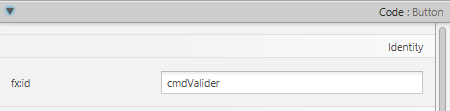 Code : Button
Identity
fx:id cmdValider